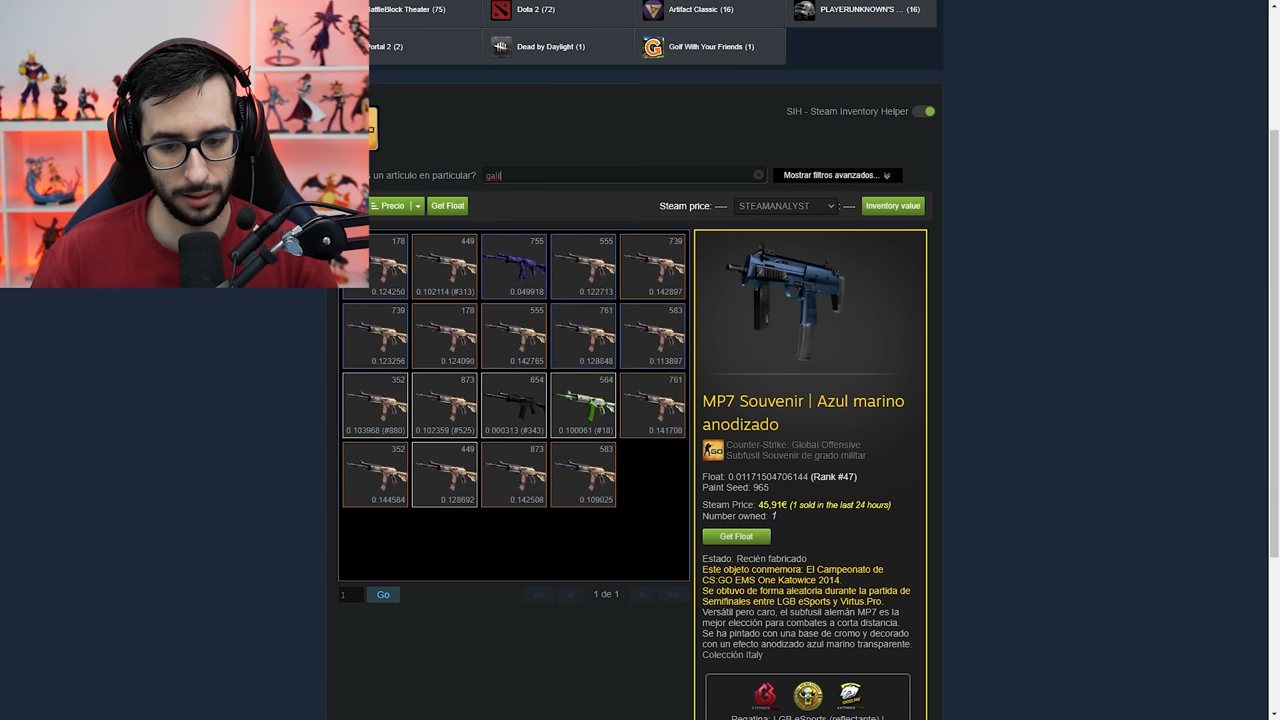 BattleBlock Theater (75)
Dota 2 (72)
Artifact Classic (16)
PLAYERUNKNOWN'S ... (16)
Portal 2 (2)
Dead by Daylight (1)
Golf With Your Friends (1)
SIH - Steam Inventory Helper
un artículo en particular?
galil
Mostrar filtros avanzados...
Precio
Get Float
Steam price: ----
STEAMANALYST
: ----
Inventory value
178
449
755
555
739
0.124250
0.102114 (#313)
0.049918
0.122713
0.142897
739
178
555
761
583
0.123256
0.124090
0.142765
0.128848
0.113897
352
873
654
564
761
0.103968 (#880)
0.102359 (#525)
0.000313 (#343)
0.100061 (#18)
0.141708
352
449
873
583
0.144584
0.128692
0.142508
0.109025
1
Go
<<
<
1 de 1
>
>>
MP7 Souvenir | Azul marino
anodizado
Counter-Strike: Global Offensive
Subfusil Souvenir de grado militar
Float: 0.01171504706144 (Rank #47)
Paint Seed: 965
Steam Price: 45,91€ (1 sold in the last 24 hours)
Number owned: 1
Get Float
Estado: Recién fabricado
Este objeto conmemora: El Campeonato de
CS:GO EMS One Katowice 2014.
Se obtuvo de forma aleatoria durante la partida de
Semifinales entre LGB eSports y Virtus.Pro.
Versátil pero caro, el subfusil alemán MP7 es la
mejor elección para combates a corta distancia.
Se ha pintado con una base de cromo y decorado
con un efecto anodizado azul marino transparente.
Colección Italy
Pegatina: LGB eSports (reflectante) |